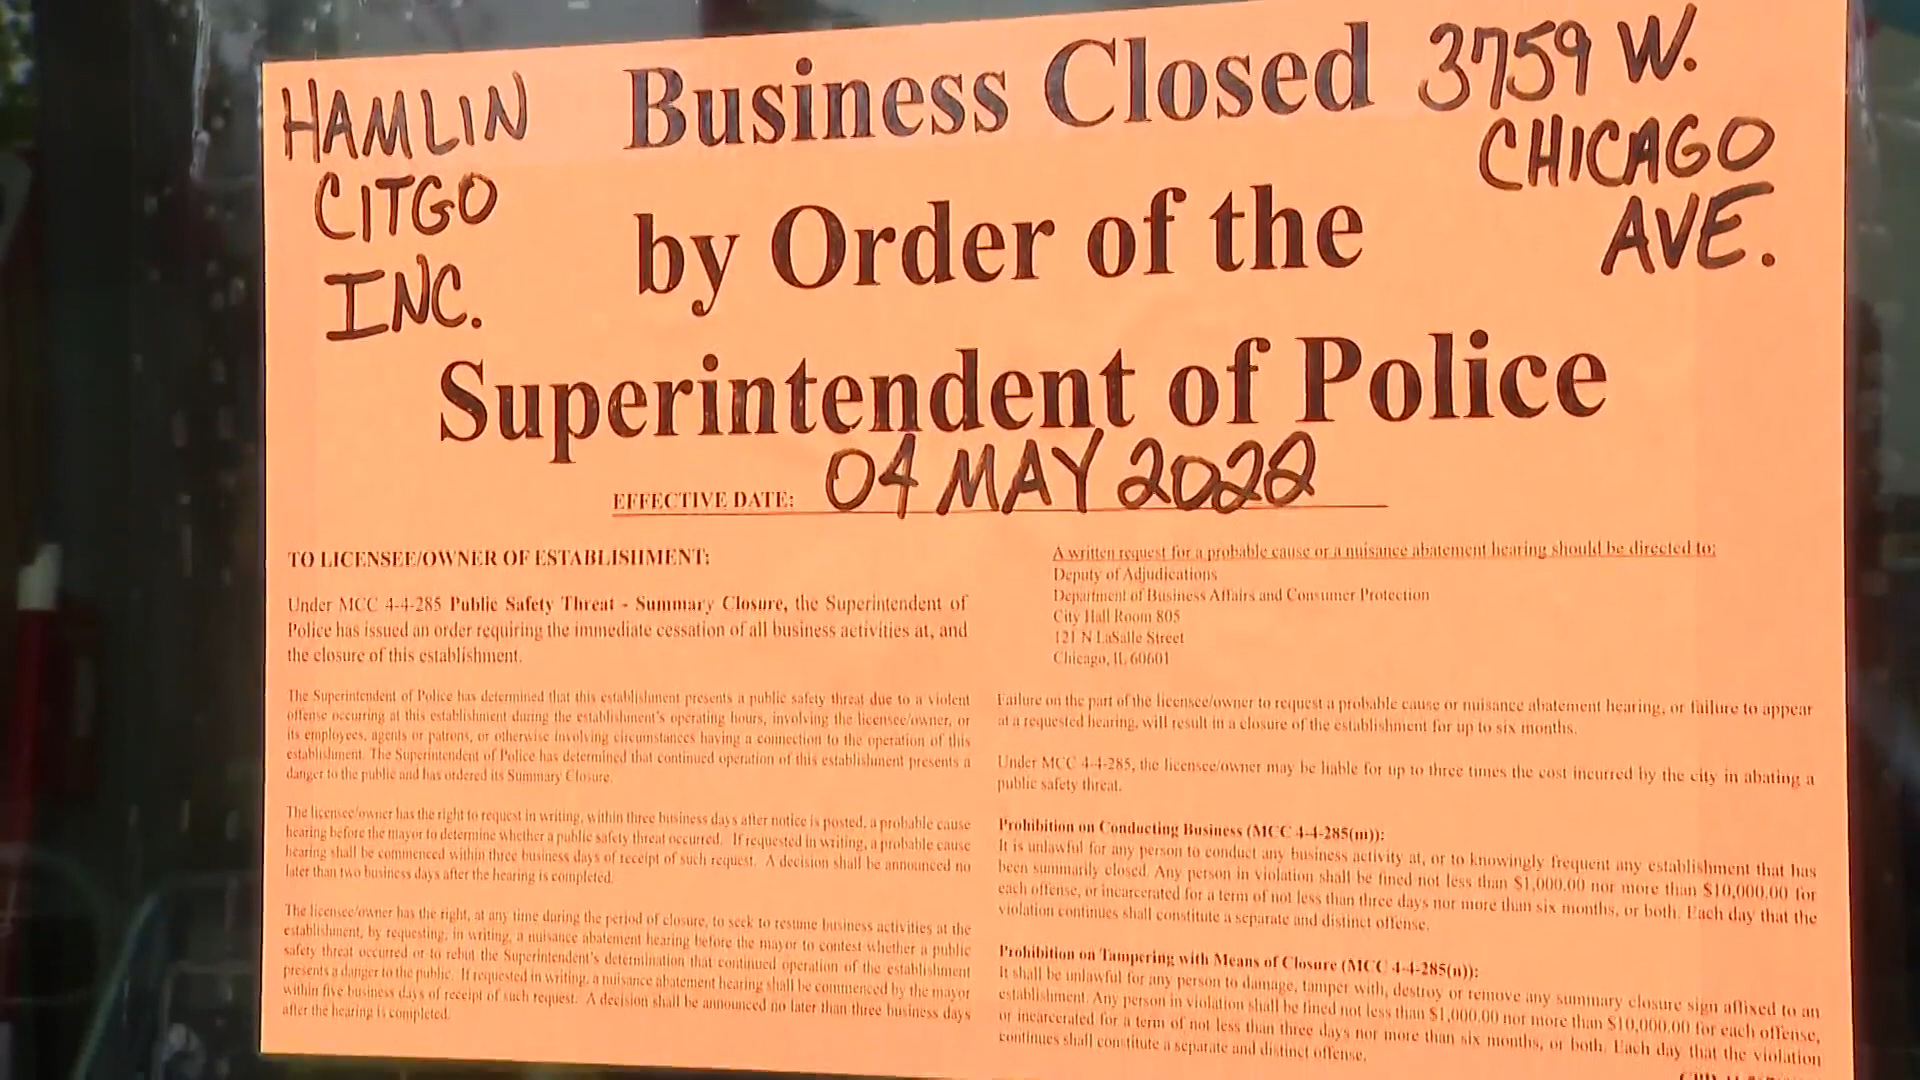 HAMLIN
CITGO
INC.
Business Closed
by Order of the
Superintendent of Police
3759 W.
CHICAGO
AVE.
EFFECTIVE DATE: 04 MAY 2022
TO LICENSEE/OWNER OF ESTABLISHMENT:
Under MCC 4-4-285 Public Safety Threat - Summary Closure, the Superintendent of
Police has issued an order requiring the immediate cessation of all business activities at, and
the closure of this establishment.
The Superintendent of Police has determined that this establishment presents a public safety threat due to a violent
offense occurring at this establishment during the establishment's operating hours, involving the licensee/owner, or
its employees, agents or patrons, or otherwise involving circumstances having a connection to the operation of this
establishment. The Superintendent of Police has determined that continued operation of this establishment presents a
danger to the public and has ordered its Summary Closure.
The licensee/owner has the right to request in writing, within three business days after notice is posted, a probable cause
hearing before the mayor to determine whether a public safety threat occurred. If requested in writing, a probable cause
hearing shall be commenced within three business days of receipt of such request. A decision shall be announced no
later than two business days after the hearing is completed.
The licensee/owner has the right, at any time during the period of closure, to seek to resume business activities at the
establishment, by requesting, in writing, a nuisance abatement hearing before the mayor to contest whether a public
safety threat occurred or to rebut the Superintendent's determination that continued operation of the establishment
presents a danger to the public. If requested in writing, a nuisance abatement hearing shall be commenced by the mayor
within five business days of receipt of such request. A decision shall be announced no later than three business days
after the hearing is completed.
A written request for a probable cause or a nuisance abatement hearing should be directed to:
Deputy of Adjudications
Department of Business Affairs and Consumer Protection
City Hall Room 805
121 N LaSalle Street
Chicago, IL 60601
Failure on the part of the licensee/owner to request a probable cause or nuisance abatement hearing, or failure to appear
at a requested hearing, will result in a closure of the establishment for up to six months.
Under MCC 4-4-285, the licensee/owner may be liable for up to three times the cost incurred by the city in abating a
public safety threat.
Prohibition on Conducting Business (MCC 4-4-285(m)):
It is unlawful for any person to conduct any business activity at, or to knowingly frequent any establishment that has
been summarily closed. Any person in violation shall be fined not less than $1,000.00 nor more than $10,000.00 for
each offense, or incarcerated for a term of not less than three days nor more than six months, or both. Each day that the
violation continues shall constitute a separate and distinct offense.
Prohibition on Tampering with Means of Closure (MCC 4-4-285(n)):
It shall be unlawful for any person to damage, tamper with, destroy or remove any summary closure sign affixed to an
establishment. Any person in violation shall be fined not less than $1,000.00 nor more than $10,000.00 for each offense,
or incarcerated for a term of not less than three days nor more than six months, or both. Each day that the violation
continues shall constitute a separate and distinct offense.